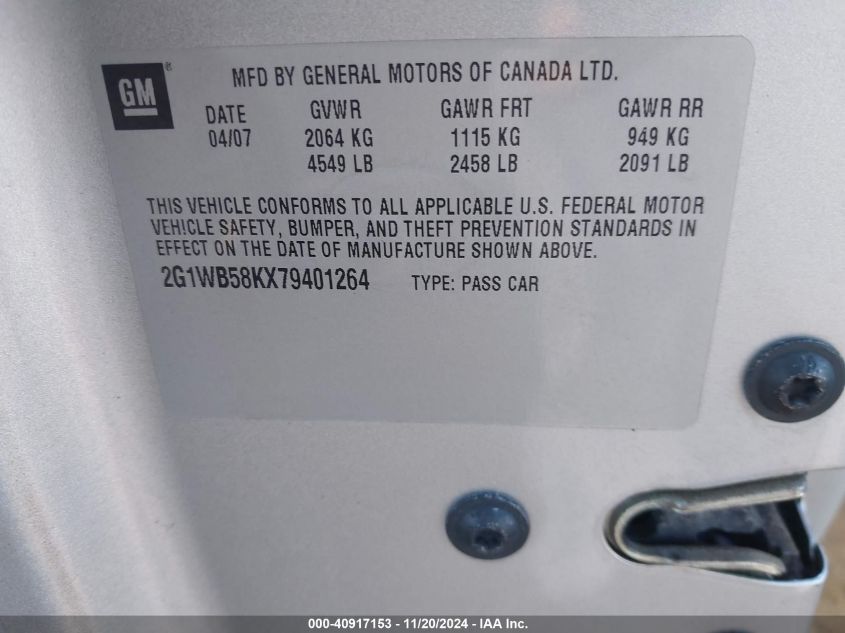 GM®
MFD BY GENERAL MOTORS OF CANADA LTD.
DATE GVWR GAWR FRT GAWR RR
04/07 2064 KG 1115 KG 949 KG
4549 LB 2458 LB 2091 LB
THIS VEHICLE CONFORMS TO ALL APPLICABLE U.S. FEDERAL MOTOR
VEHICLE SAFETY, BUMPER, AND THEFT PREVENTION STANDARDS IN
EFFECT ON THE DATE OF MANUFACTURE SHOWN ABOVE.
2G1WB58KX79401264 TYPE: PASS CAR
000-40917153 - 11/20/2024 - IAA Inc.